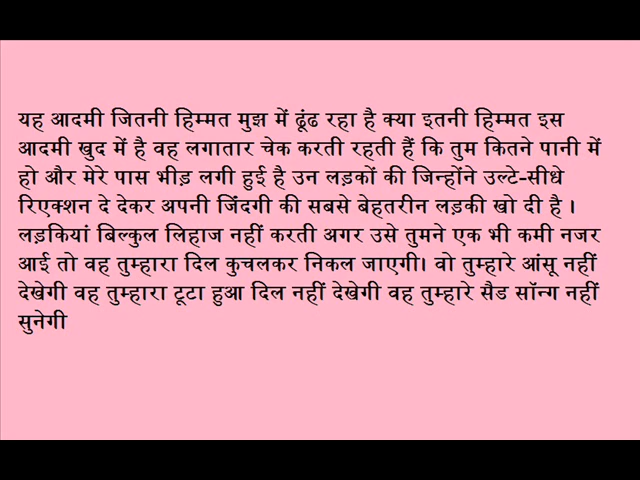 यह आदमी जितनी हिम्मत मुझ में ढूंढ रहा है क्या इतनी हिम्मत इस
आदमी खुद में है वह लगातार चेक करती रहती हैं कि तुम कितने पानी में
हो और मेरे पास भीड़ लगी हुई है उन लड़कों की जिन्होंने उल्टे-सीधे
रिएक्शन दे देकर अपनी जिंदगी की सबसे बेहतरीन लड़की खो दी है ।
लड़कियां बिल्कुल लिहाज नहीं करती अगर उसे तुमने एक भी कमी नजर
आई तो वह तुम्हारा दिल कुचलकर निकल जाएगी। वो तुम्हारे आंसू नहीं
देखेगी वह तुम्हारा टूटा हुआ दिल नहीं देखेगी वह तुम्हारे सैड सॉन्ग नहीं
सुनेगी